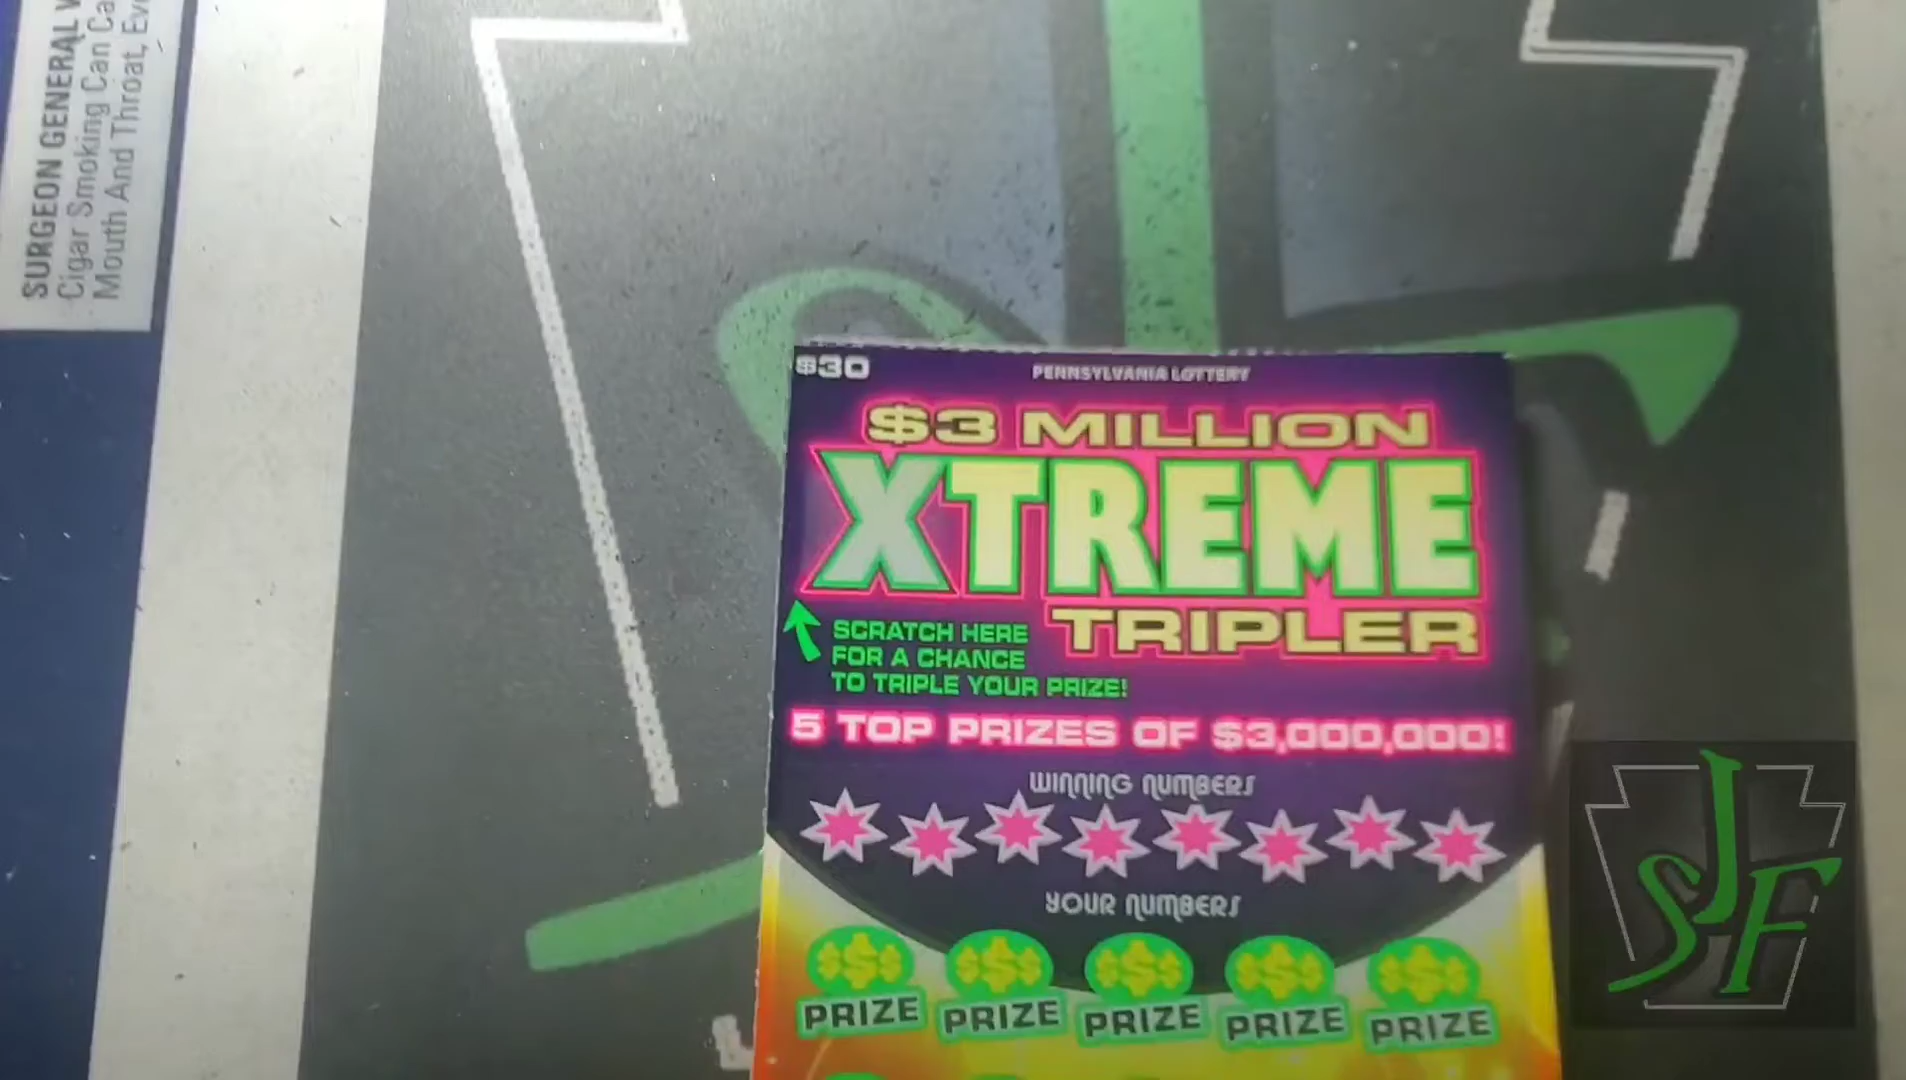 SURGEON GENERAL
Cigar Smoking Can
Mouth And Throat,
$30
PENNSYLVANIA LOTTERY
$3 MILLION
XTREME
TRIPLER
SCRATCH HERE
FOR A CHANCE
TO TRIPLE YOUR PRIZE!
5 TOP PRIZES OF $3,000,000!
WINNING NUMBERS
YOUR NUMBERS
$$$ $$$ $$$ $$$ $$$
PRIZE PRIZE PRIZE PRIZE PRIZE
SJF